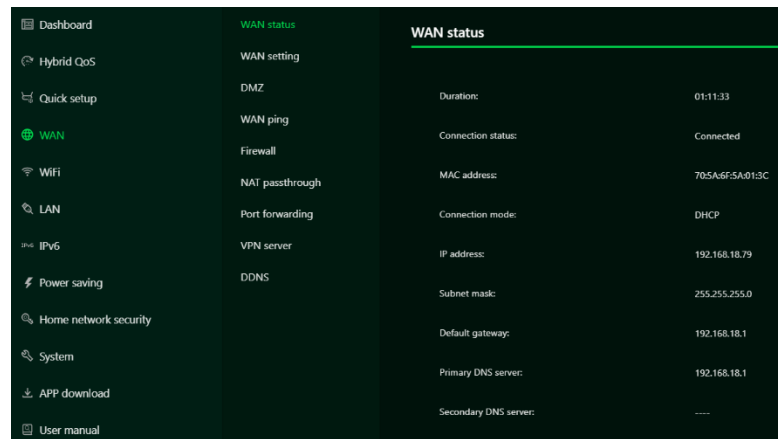 Dashboard
Hybrid QoS
Quick setup
WAN
WiFi
LAN
IPv6 IPv6
Power saving
Home network security
System
APP download
User manual
WAN status
WAN setting
DMZ
WAN ping
Firewall
NAT passthrough
Port forwarding
VPN server
DDNS
WAN status
Duration: 01:11:33
Connection status: Connected
MAC address: 70:5A:6F:5A:01:3C
Connection mode: DHCP
IP address: 192.168.18.79
Subnet mask: 255.255.255.0
Default gateway: 192.168.18.1
Primary DNS server: 192.168.18.1
Secondary DNS server: ----